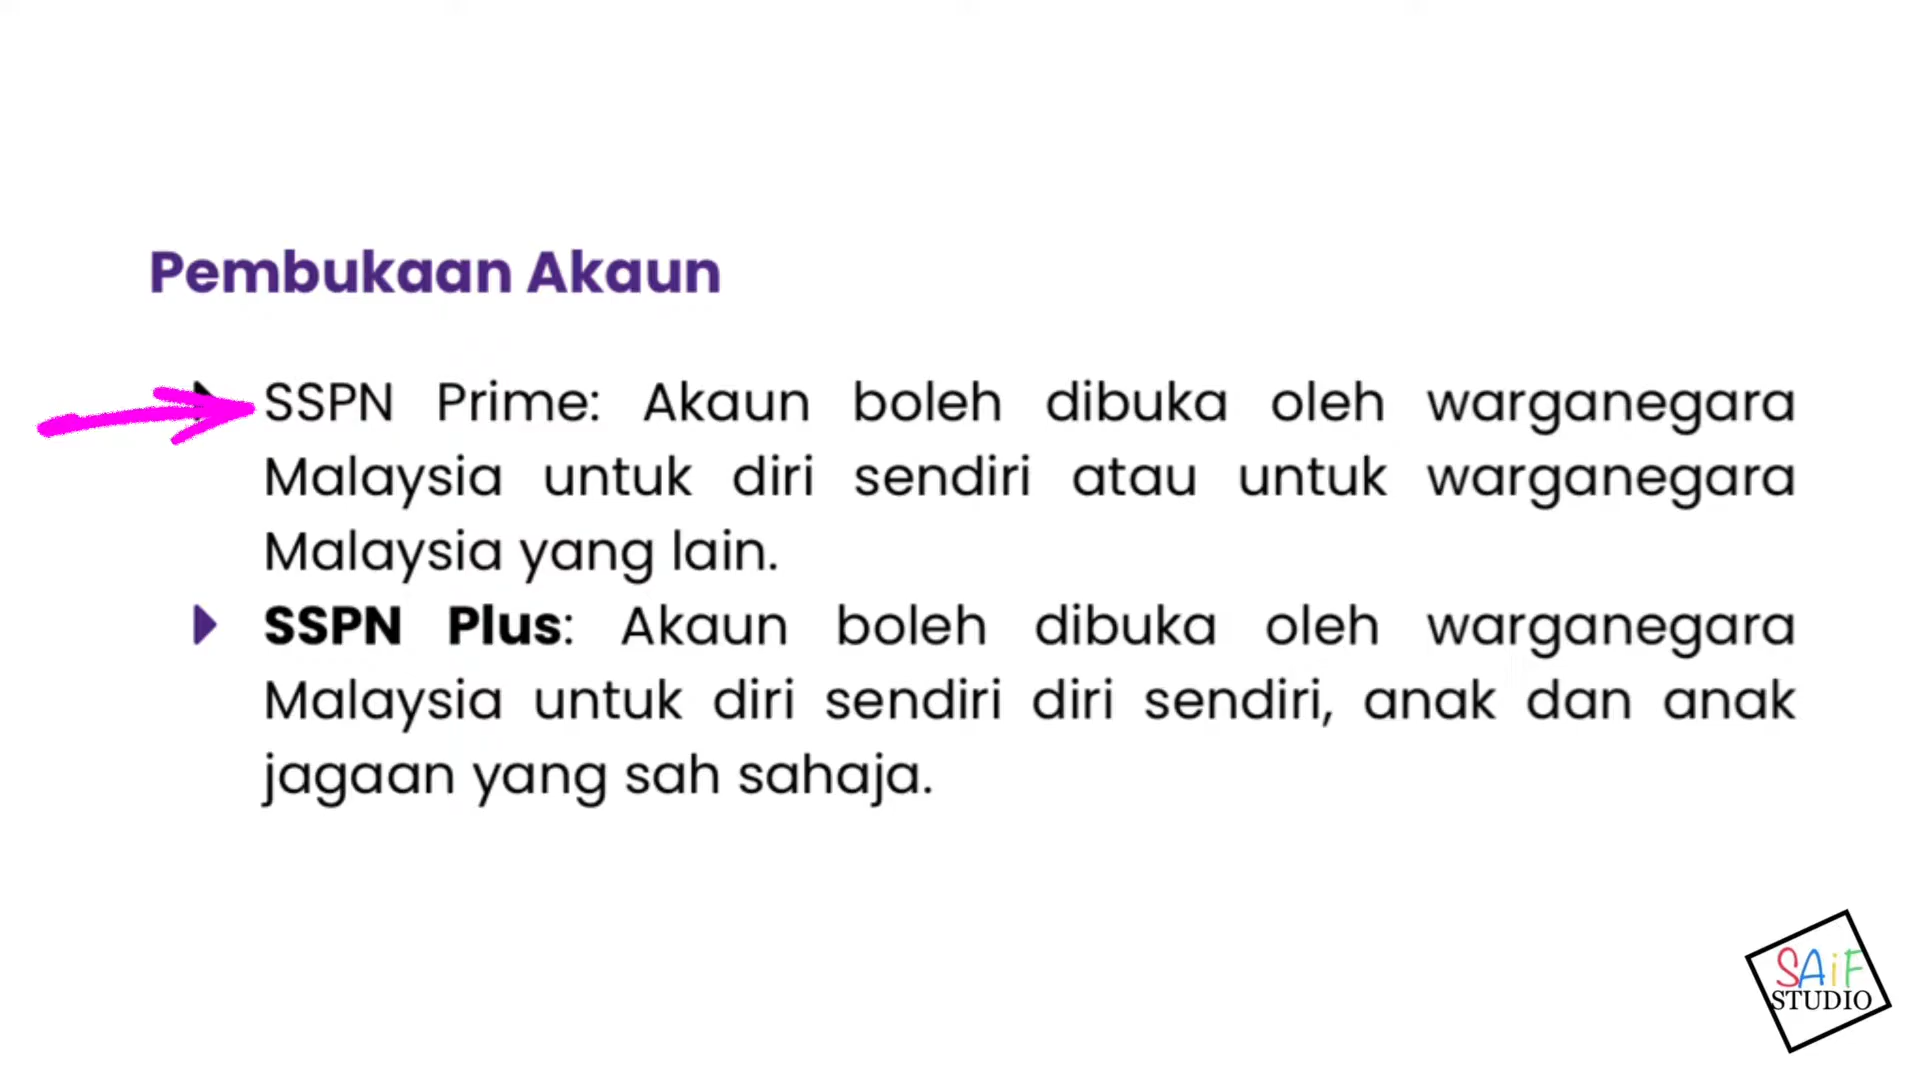 Pembukaan Akaun
SSPN Prime: Akaun boleh dibuka oleh warganegara
Malaysia untuk diri sendiri atau untuk warganegara
Malaysia yang lain.
SSPN Plus: Akaun boleh dibuka oleh warganegara
Malaysia untuk diri sendiri diri sendiri, anak dan anak
jagaan yang sah sahaja.
SAiF
STUDIO